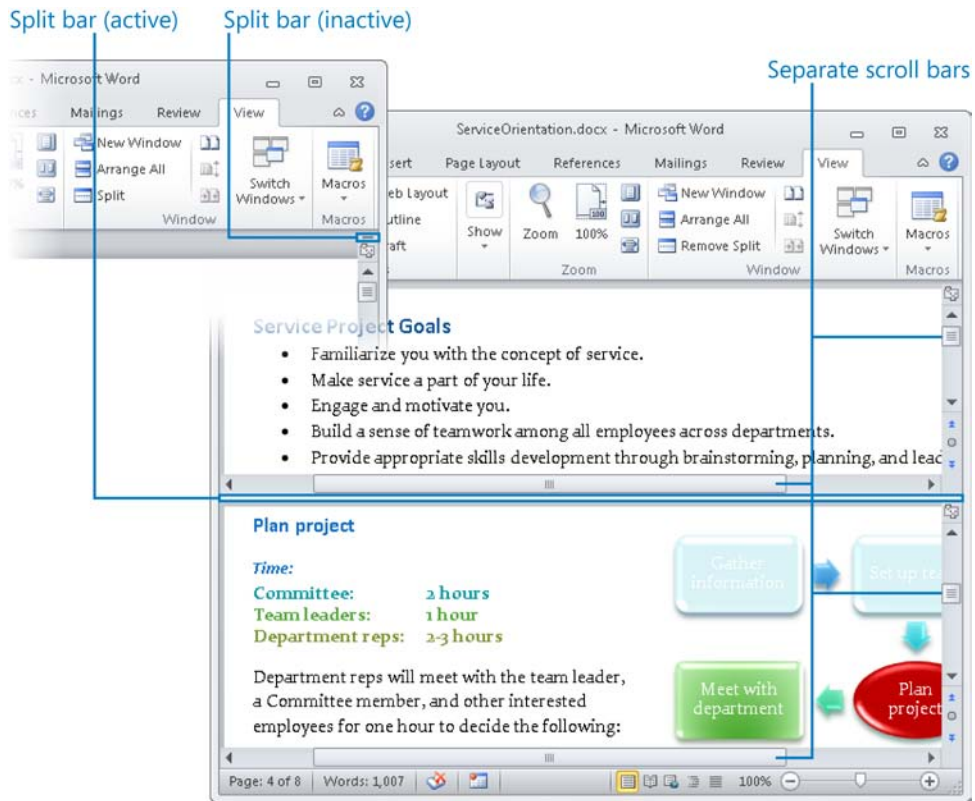 Split bar (active) Split bar (inactive)
Separate scroll bars
- Microsoft Word
Mailings Review View
New Window
Arrange All
Split
Switch Windows
Macros
Window Macros
ServiceOrientation.docx - Microsoft Word
sert Page Layout References Mailings Review View
eb Layout
utline
raft
Show
Zoom
100%
100
New Window
Arrange All
Remove Split
Switch Windows
Macros
Zoom Window Macros
Service Project Goals
• Familiarize you with the concept of service.
• Make service a part of your life.
• Engage and motivate you.
• Build a sense of teamwork among all employees across departments.
• Provide appropriate skills development through brainstorming, planning, and lead
Plan project
Time:
Committee: 2 hours
Team leaders: 1 hour
Department reps: 2-3 hours
Department reps will meet with the team leader,
a Committee member, and other interested
employees for one hour to decide the following:
Gather
information
Set up
Meet with
department
Plan
project
Page: 4 of 8 Words: 1,007 100%